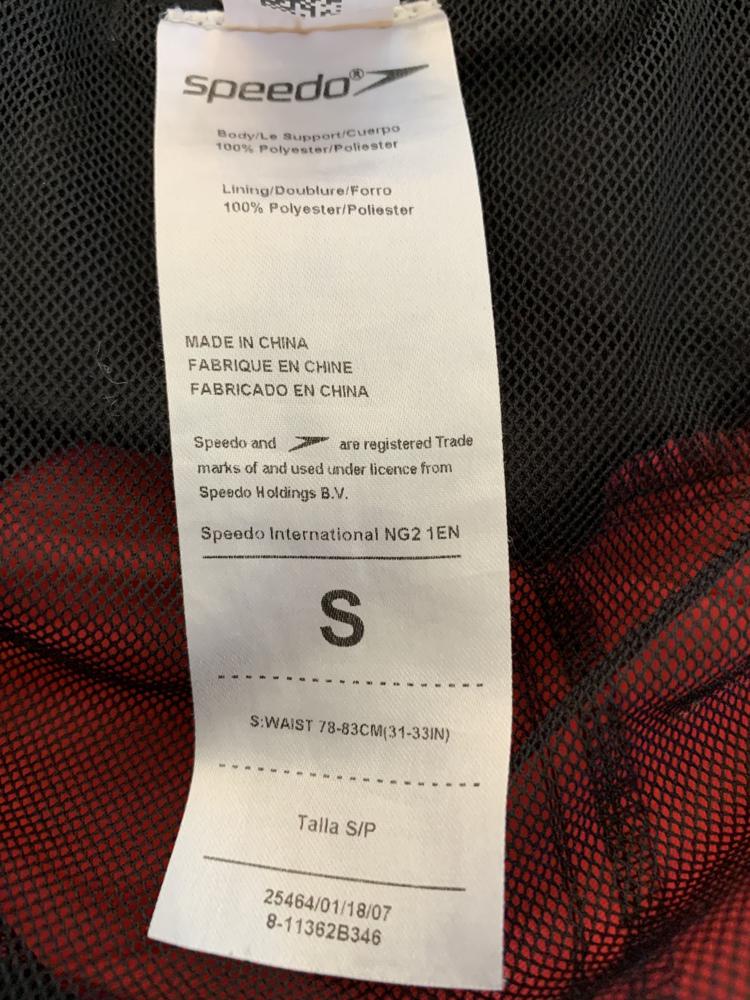 speedo®
Body/Le Support/Cuerpo
100% Polyester/Poliester
Lining/Doublure/Forro
100% Polyester/Poliester
MADE IN CHINA
FABRIQUE EN CHINE
FABRICADO EN CHINA
Speedo and are registered Trade
marks of and used under licence from
Speedo Holdings B.V.
Speedo International NG2 1EN
S
S:WAIST 78-83CM(31-33IN)
Talla S/P
25464/01/18/07
8-11362B346